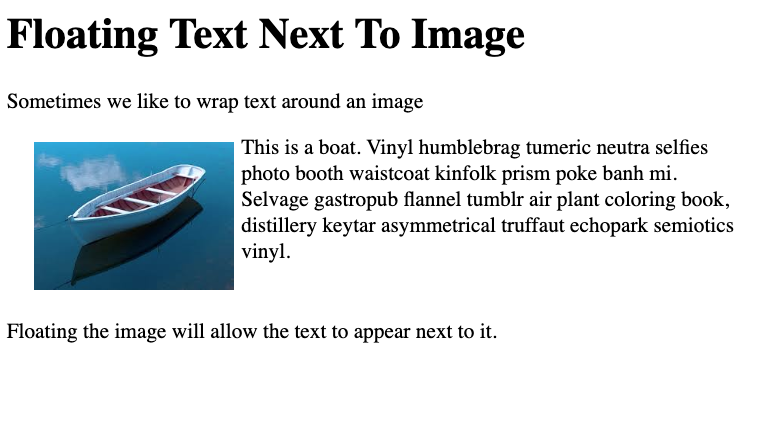 Floating Text Next To Image
Sometimes we like to wrap text around an image
This is a boat. Vinyl humblebrag tumeric neutra selfies
photo booth waistcoat kinfolk prism poke banh mi.
Selvage gastropub flannel tumblr air plant coloring book,
distillery keytar asymmetrical truffaut echopark semiotics
vinyl.
Floating the image will allow the text to appear next to it.